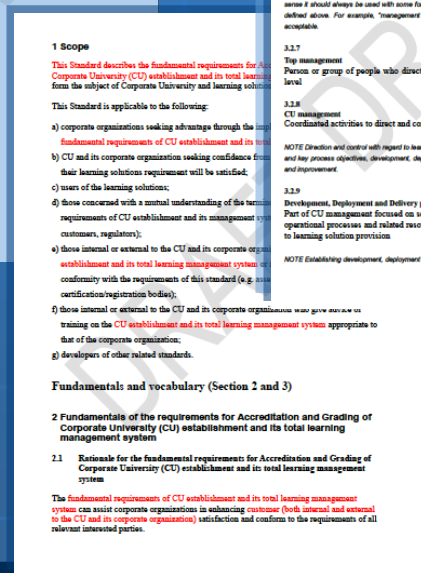 1 Scope
This Standard describes the fundamental requirements for
Corporate University (CU) establishment and its total learning
form the subject of Corporate University and learning
This Standard is applicable to the following:
a) corporate organizations seeking advantage through the
fundamental requirements of CU establishment and its total
b) CU and its corporate organization seeking confidence from
their learning solutions requirement will be satisfied;
c) users of the learning solutions;
d) those concerned with a mutual understanding of the
requirements of CU establishment and its management
customers, regulators);
e) those internal or external to the CU and its corporate
establishment and its total learning management system or
conformity with the requirements of this standard (e.g.
certification/registration bodies);
f) those internal or external to the CU and its corporate organization who give advice or
training on the CU establishment and its total learning management system appropriate to
that of the corporate organization;
g) developers of other related standards.
Fundamentals and vocabulary (Section 2 and 3)
2 Fundamentals of the requirements for Accreditation and Grading of
Corporate University (CU) establishment and its total learning
management system
2.1 Rationale for the fundamental requirements for Accreditation and Grading of
Corporate University (CU) establishment and its total learning management
system
The fundamental requirements of CU establishment and its total learning management
system can assist corporate organizations in enhancing customer (both internal and external
to the CU and its corporate organization) satisfaction and conform to the requirements of all
relevant interested parties.
sense it should always be used with some
defined above. For example, "management
acceptable.
3.2.7
Top management
Person or group of people who direct
level
3.2.8
CU management
Coordinated activities to direct and
NOTE Direction and control with regard to
and key process objectives, development,
and improvement.
3.2.9
Development, Deployment and Delivery
Part of CU management focused on
operational processes and related
to learning solution provision
NOTE Establishing development, deployment
DRAFT
DR